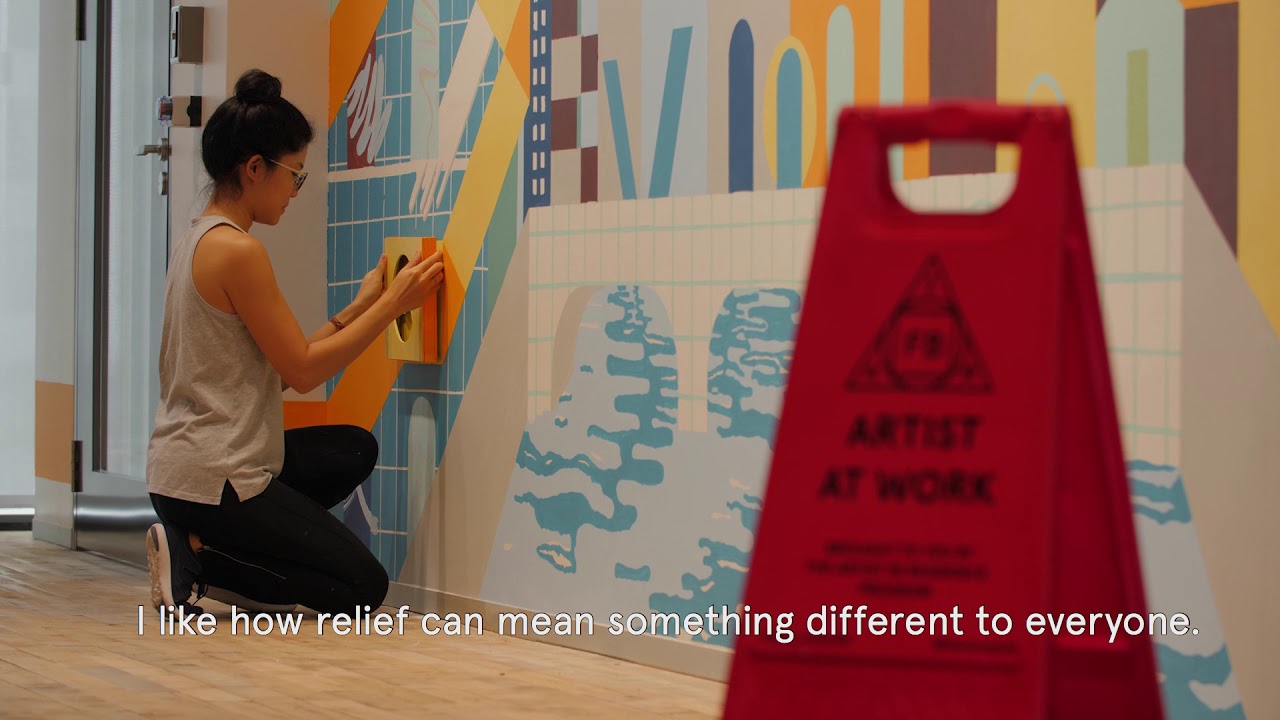 FB
ARTIST
AT WORK
I like how relief can mean something different to everyone.